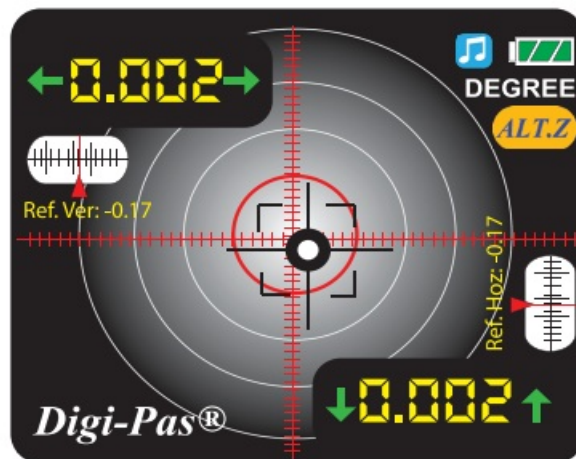 0.002
DEGREE
ALT.Z
Ref. Ver: -0.17
Ref. Hoz: -0.17
0.002
Digi-Pas®